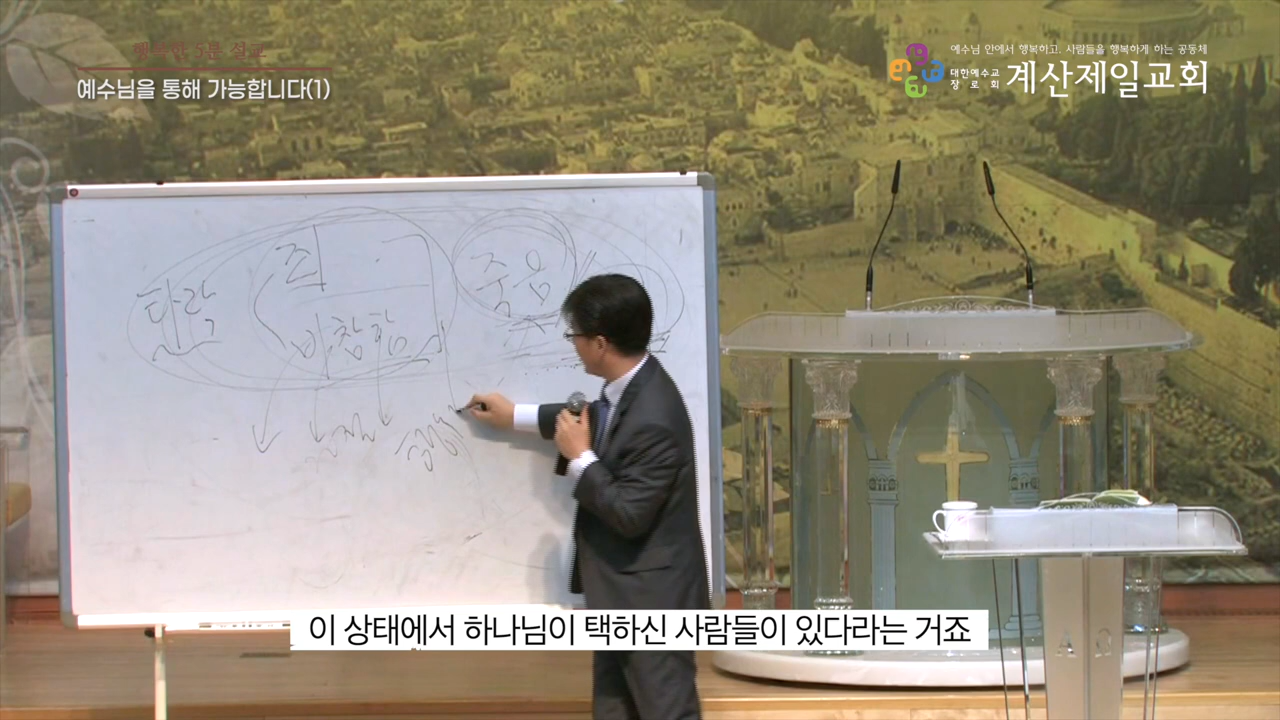 행복한 5분 설교
예수님을 통해 가능합니다(1)
예수님 안에서 행복하고, 사람들을 행복하게 하는 공동체
대한예수교
장로회
계산제일교회
죄
죽음
타락
비참함
이 상태에서 하나님이 택하신 사람들이 있다라는 거죠
Α Ω